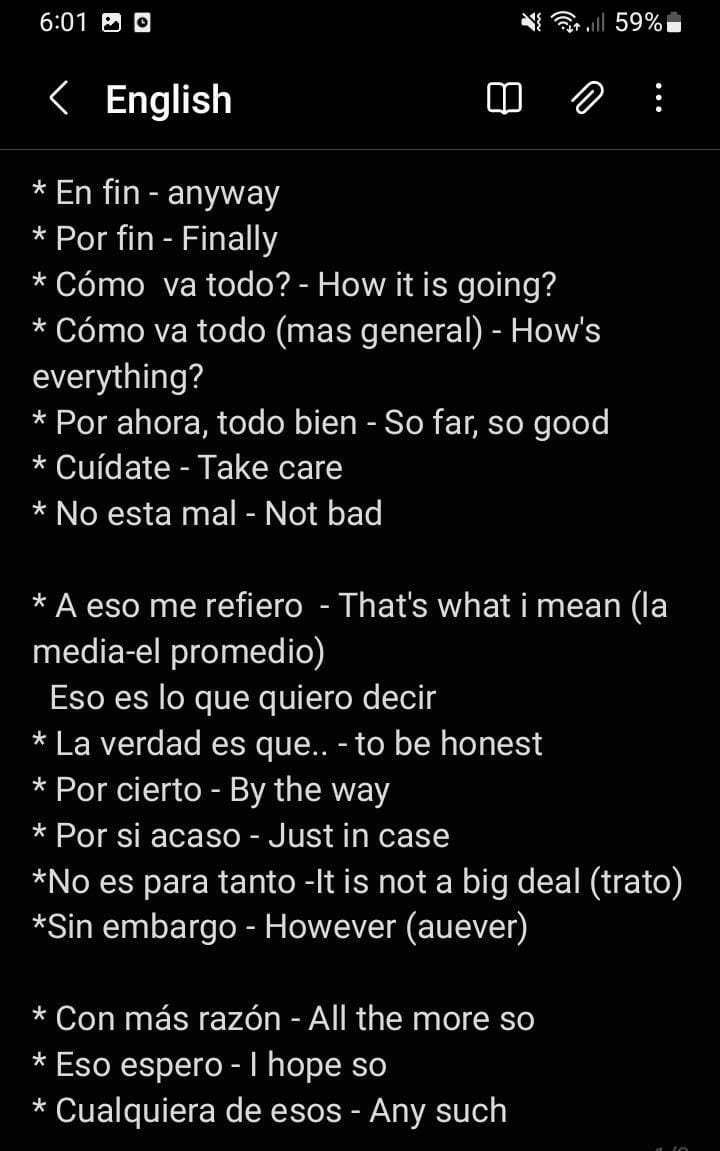 6:01 59%
English
* En fin - anyway
* Por fin - Finally
* Cómo  va todo? - How it is going?
* Cómo va todo (mas general) - How's
everything?
* Por ahora, todo bien - So far, so good
* Cuídate - Take care
* No esta mal - Not bad
* A eso me refiero  - That's what i mean (la
media-el promedio)
Eso es lo que quiero decir
* La verdad es que.. - to be honest
* Por cierto - By the way
* Por si acaso - Just in case
*No es para tanto -It is not a big deal (trato)
*Sin embargo - However (auever)
* Con más razón - All the more so
* Eso espero - I hope so
* Cualquiera de esos - Any such